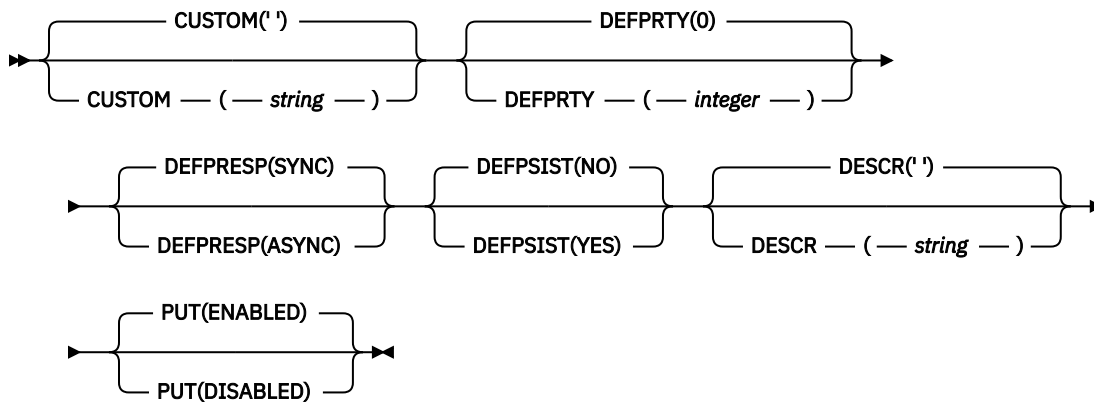 CUSTOM(' ') DEFPRTY(0)
CUSTOM ( string ) DEFPRTY ( integer )
DEFPRESP(SYNC) DEFPSIST(NO) DESCR(' ')
DEFPRESP(ASYNC) DEFPSIST(YES) DESCR ( string )
PUT(ENABLED)
PUT(DISABLED)